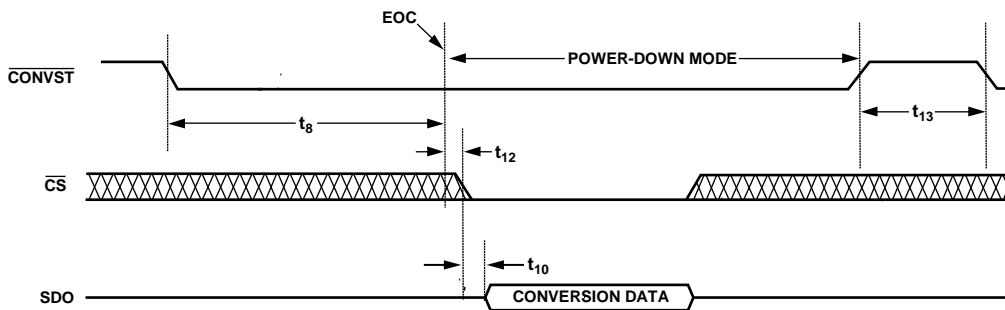 EOC
POWER-DOWN MODE
CONVST
t8
t13
t12
CS
t10
SDO
CONVERSION DATA